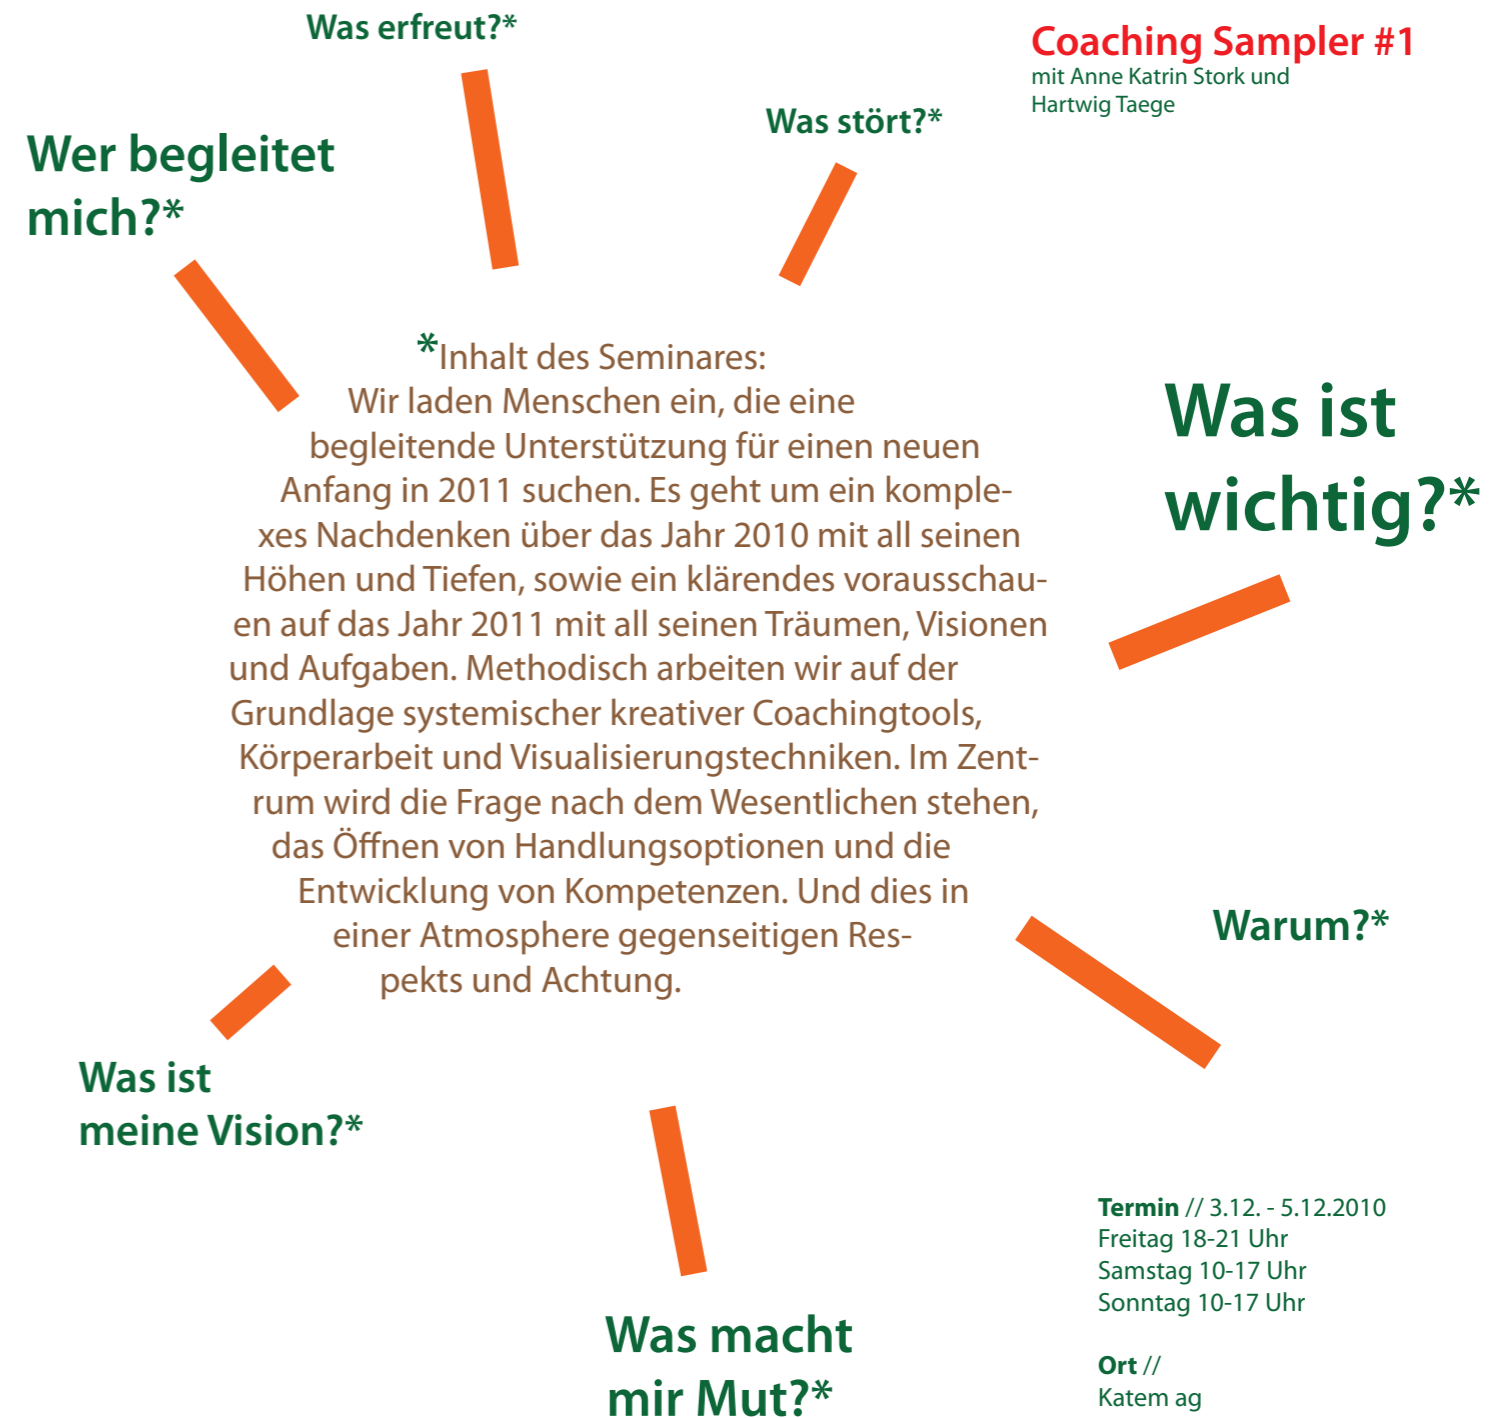 Was erfreut?*
Coaching Sampler #1
mit Anne Katrin Stork und
Hartwig Taege
Was stört?*
Wer begleitet
mich?*
*Inhalt des Seminares:
Wir laden Menschen ein, die eine
begleitende Unterstützung für einen neuen
Anfang in 2011 suchen. Es geht um ein komple-
xes Nachdenken über das Jahr 2010 mit all seinen
Höhen und Tiefen, sowie ein klärendes vorausschau-
en auf das Jahr 2011 mit all seinen Träumen, Visionen
und Aufgaben. Methodisch arbeiten wir auf der
Grundlage systemischer kreativer Coachingtools,
Körperarbeit und Visualisierungstechniken. Im Zent-
rum wird die Frage nach dem Wesentlichen stehen,
das Öffnen von Handlungsoptionen und die
Entwicklung von Kompetenzen. Und dies in
einer Atmosphere gegenseitigen Res-
pekts und Achtung.
Was ist
wichtig?*
Warum?*
Was ist
meine Vision?*
Was macht
mir Mut?*
Termin // 3.12. - 5.12.2010
Freitag 18-21 Uhr
Samstag 10-17 Uhr
Sonntag 10-17 Uhr
Ort //
Katem ag